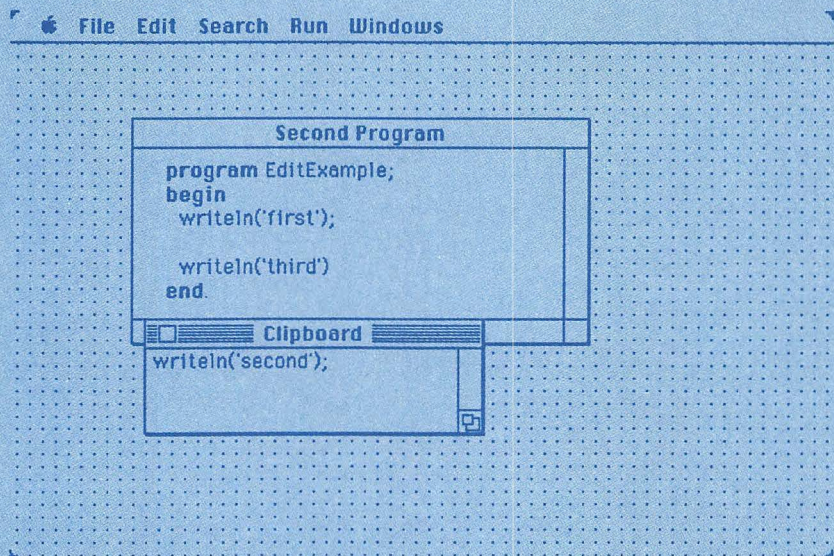 File Edit Search Run Windows
Second Program
program EditExample;
begin
writeln('first');
writeln('third')
end.
Clipboard
writeln('second');